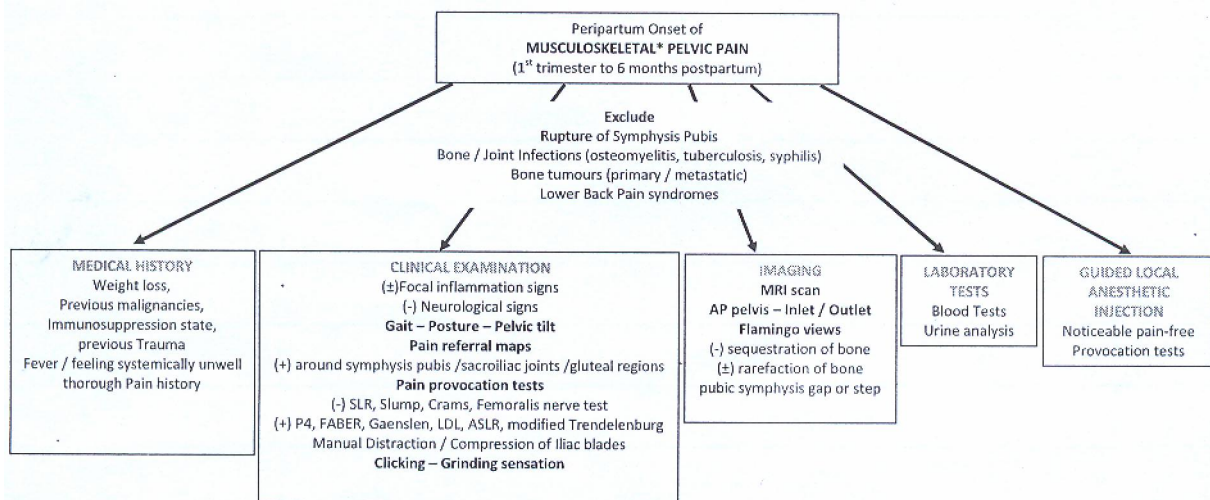 Peripartum Onset of
MUSCULOSKELETAL* PELVIC PAIN
(1st trimester to 6 months postpartum)
Exclude
Rupture of Symphysis Pubis
Bone / Joint Infections (osteomyelitis, tuberculosis, syphilis)
Bone tumours (primary / metastatic)
Lower Back Pain syndromes
MEDICAL HISTORY
Weight loss,
Previous malignancies,
Immunosuppression state,
previous Trauma
Fever / feeling systemically unwell
thorough Pain history
CLINICAL EXAMINATION
(±)Focal inflammation signs
(-) Neurological signs
Gait – Posture – Pelvic tilt
Pain referral maps
(+) around symphysis pubis /sacroiliac joints /gluteal regions
Pain provocation tests
(-) SLR, Slump, Crams, Femoralis nerve test
(+) P4, FABER, Gaenslen, LDL, ASLR, modified Trendelenburg
Manual Distraction / Compression of Iliac blades
Clicking – Grinding sensation
IMAGING
MRI scan
AP pelvis – Inlet / Outlet
Flamingo views
(-) sequestration of bone
(±) rarefaction of bone
pubic symphysis gap or step
LABORATORY
TESTS
Blood Tests
Urine analysis
GUIDED LOCAL
ANESTHETIC
INJECTION
Noticeable pain-free
Provocation tests